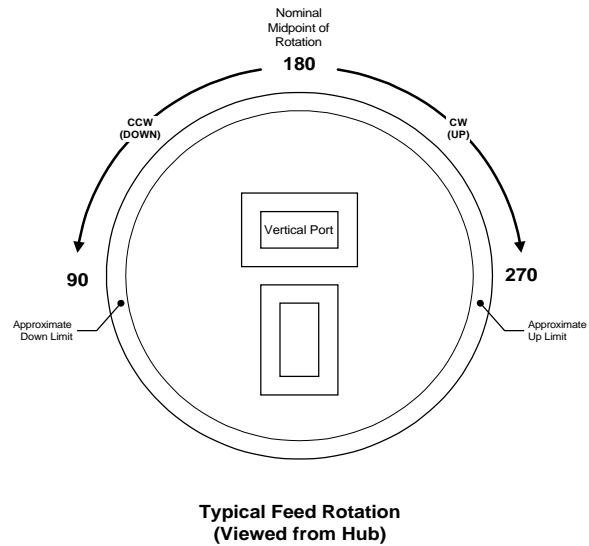 Nominal
Midpoint of
Rotation
180
CCW
(DOWN)
CW
(UP)
Vertical Port
90
270
Approximate
Down Limit
Approximate
Up Limit
Typical Feed Rotation
(Viewed from Hub)